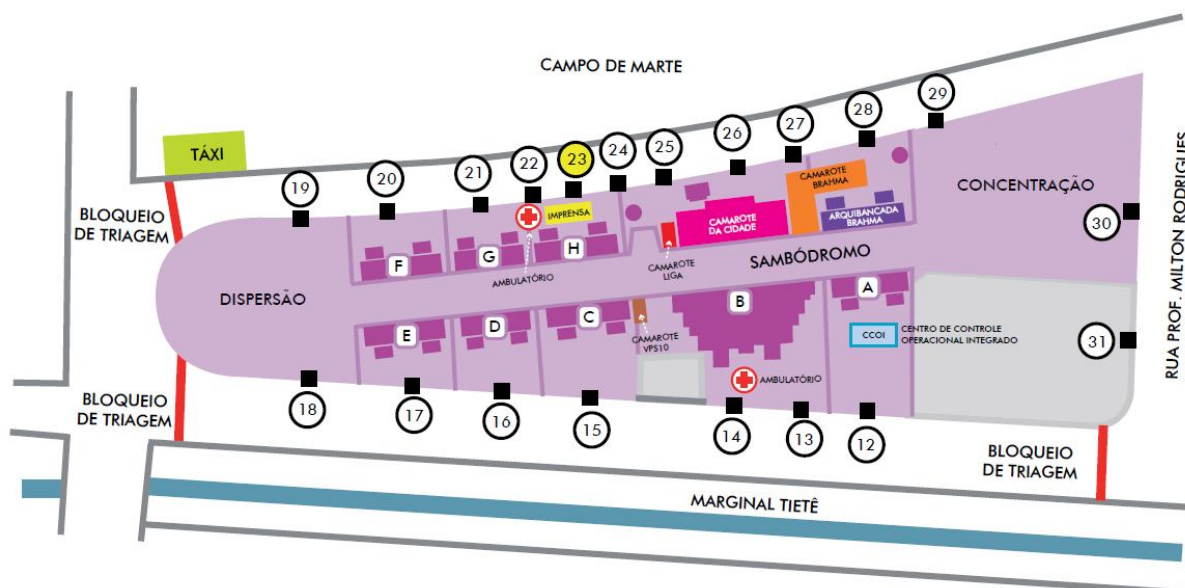 CAMPO DE MARTE
29
28
27
26
25
24
23
22
21
20
19
TÁXI
BLOQUEIO
DE TRIAGEM
IMPRENSA
CAMAROTE
BRAHMA
CONCENTRAÇÃO
RUA PROF. MILTON RODRIGUES
30
CAMAROTE
DA CIDADE
ARQUIBANCADA
BRAHMA
F
G
H
AMBULATÓRIO
CAMAROTE
LIGA
SAMBÓDROMO
DISPERSÃO
A
B
C
D
E
CAMAROTE
VPS10
CCOI
CENTRO DE CONTROLE
OPERACIONAL INTEGRADO
31
AMBULATÓRIO
BLOQUEIO
DE TRIAGEM
18
17
16
15
14
13
12
BLOQUEIO
DE TRIAGEM
MARGINAL TIETÊ